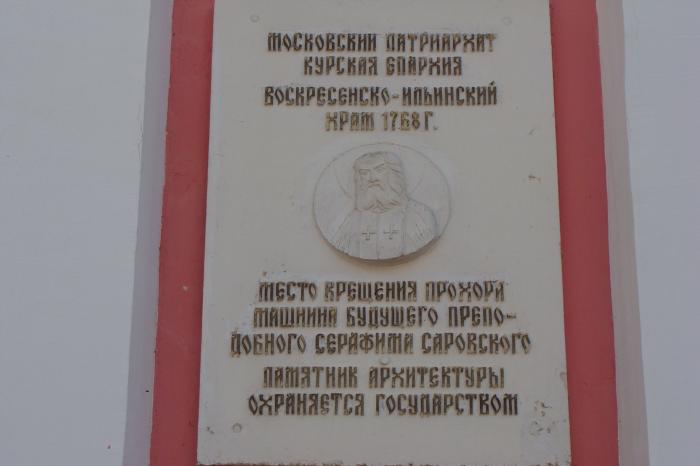 МОСКОВСКИЙ ПАТРИАРХАТ
КУРСКАЯ ЕПАРХИЯ
ВОСКРЕСЕНСКО-ИЛЬИНСКИЙ
ХРАМ 1768 Г.
МЕСТО КРЕЩЕНИЯ ПРОХОРА
МАШНИНА БУДУЩЕГО ПРЕПО-
ДОБНОГО СЕРАФИМА САРОВСКОГО
ПАМЯТНИК АРХИТЕКТУРЫ
ОХРАНЯЕТСЯ ГОСУДАРСТВОМ